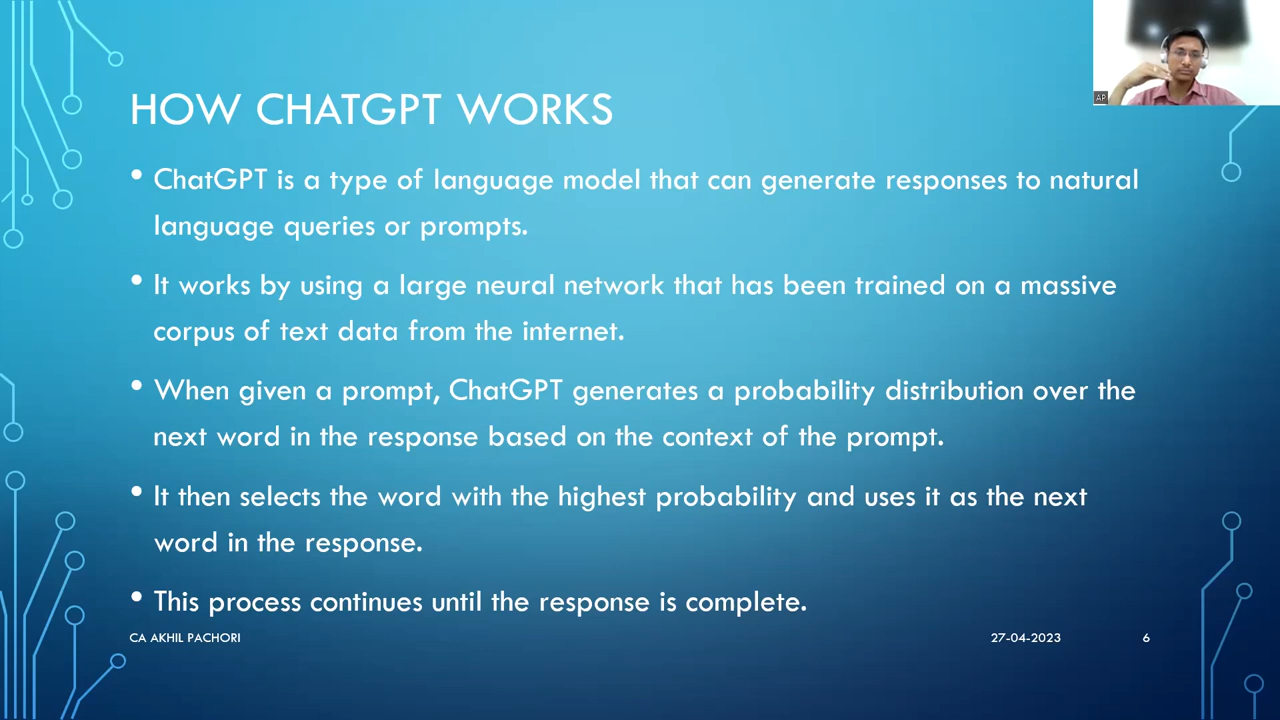 HOW CHATGPT WORKS
• ChatGPT is a type of language model that can generate responses to natural
language queries or prompts.
• It works by using a large neural network that has been trained on a massive
corpus of text data from the internet.
• When given a prompt, ChatGPT generates a probability distribution over the
next word in the response based on the context of the prompt.
• It then selects the word with the highest probability and uses it as the next
word in the response.
• This process continues until the response is complete.
CA AKHIL PACHORI
27-04-2023
6
AP